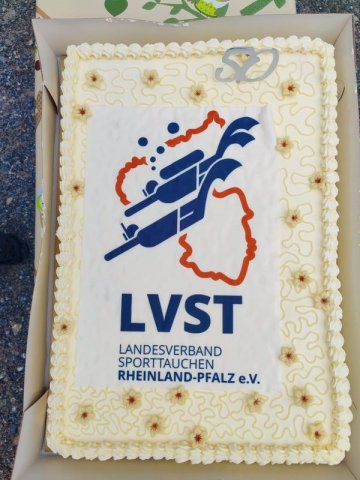 50
LVST
LANDESVERBAND
SPORTTAUCHEN
RHEINLAND-PFALZ e.V.